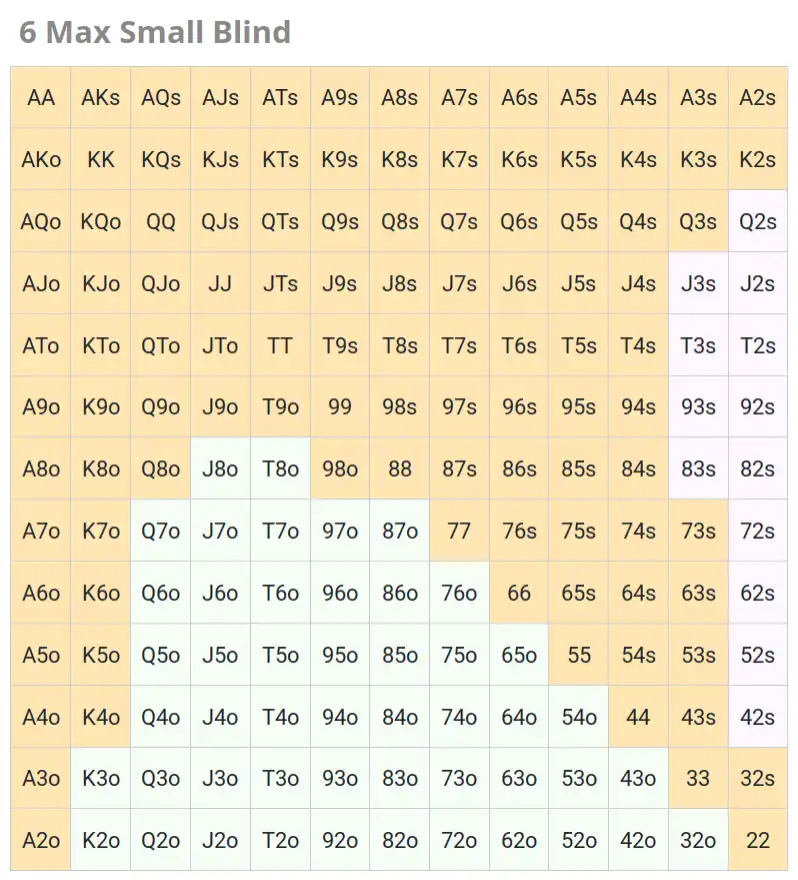 6 Max Small Blind
AA AKs AQs AJs ATs A9s A8s A7s A6s A5s A4s A3s A2s
AKo KK KQs KJs KTs K9s K8s K7s K6s K5s K4s K3s K2s
AQo KQo QQ QJs QTs Q9s Q8s Q7s Q6s Q5s Q4s Q3s Q2s
AJo KJo QJo JJ JTs J9s J8s J7s J6s J5s J4s J3s J2s
ATo KTo QTo JTo TT T9s T8s T7s T6s T5s T4s T3s T2s
A9o K9o Q9o J9o T9o 99 98s 97s 96s 95s 94s 93s 92s
A8o K8o Q8o J8o T8o 98o 88 87s 86s 85s 84s 83s 82s
A7o K7o Q7o J7o T7o 97o 87o 77 76s 75s 74s 73s 72s
A6o K6o Q6o J6o T6o 96o 86o 76o 66 65s 64s 63s 62s
A5o K5o Q5o J5o T5o 95o 85o 75o 65o 55 54s 53s 52s
A4o K4o Q4o J4o T4o 94o 84o 74o 64o 54o 44 43s 42s
A3o K3o Q3o J3o T3o 93o 83o 73o 63o 53o 43o 33 32s
A2o K2o Q2o J2o T2o 92o 82o 72o 62o 52o 42o 32o 22